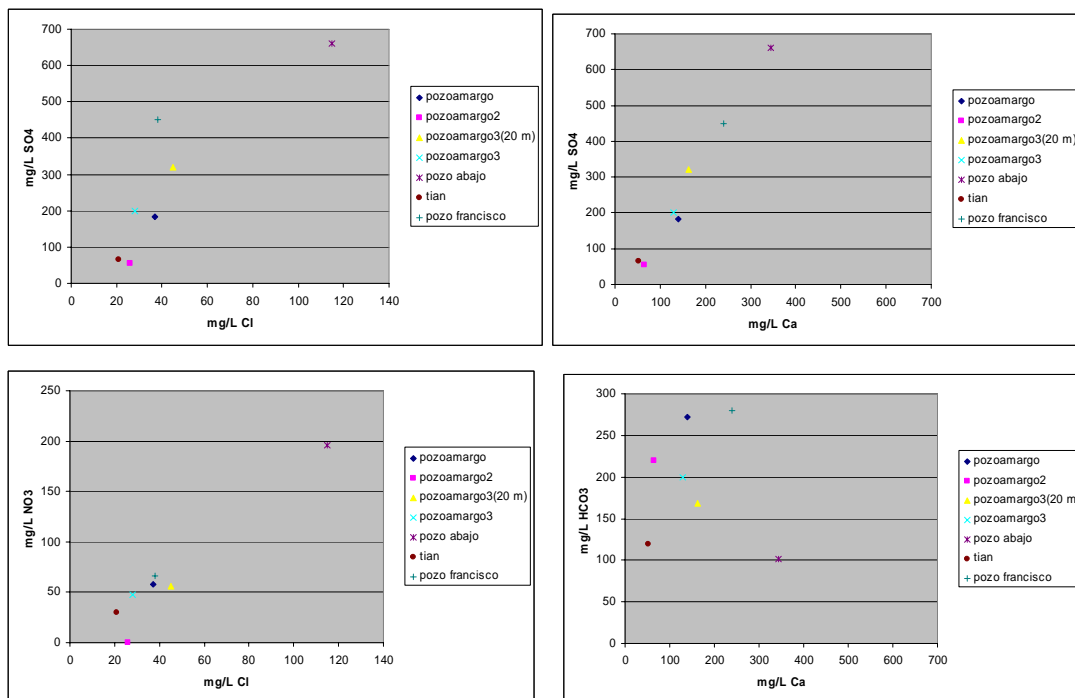 mg/L SO4
700
600
500
400
300
200
100
0
0 20 40 60 80 100 120 140
mg/L Cl
pozoamargo
pozoamargo2
pozoamargo3(20 m)
pozoamargo3
pozo abajo
tian
pozo francisco
mg/L SO4
700
600
500
400
300
200
100
0
0 100 200 300 400 500 600 700
mg/L Ca
pozoamargo
pozoamargo2
pozoamargo3(20 m)
pozoamargo3
pozo abajo
tian
pozo francisco
mg/L NO3
250
200
150
100
50
0
0 20 40 60 80 100 120 140
mg/L Cl
pozoamargo
pozoamargo2
pozoamargo3(20 m)
pozoamargo3
pozo abajo
tian
pozo francisco
mg/L HCO3
300
250
200
150
100
50
0
0 100 200 300 400 500 600 700
mg/L Ca
pozoamargo
pozoamargo2
pozoamargo3(20 m
pozoamargo3
pozo abajo
tian
pozo francisco